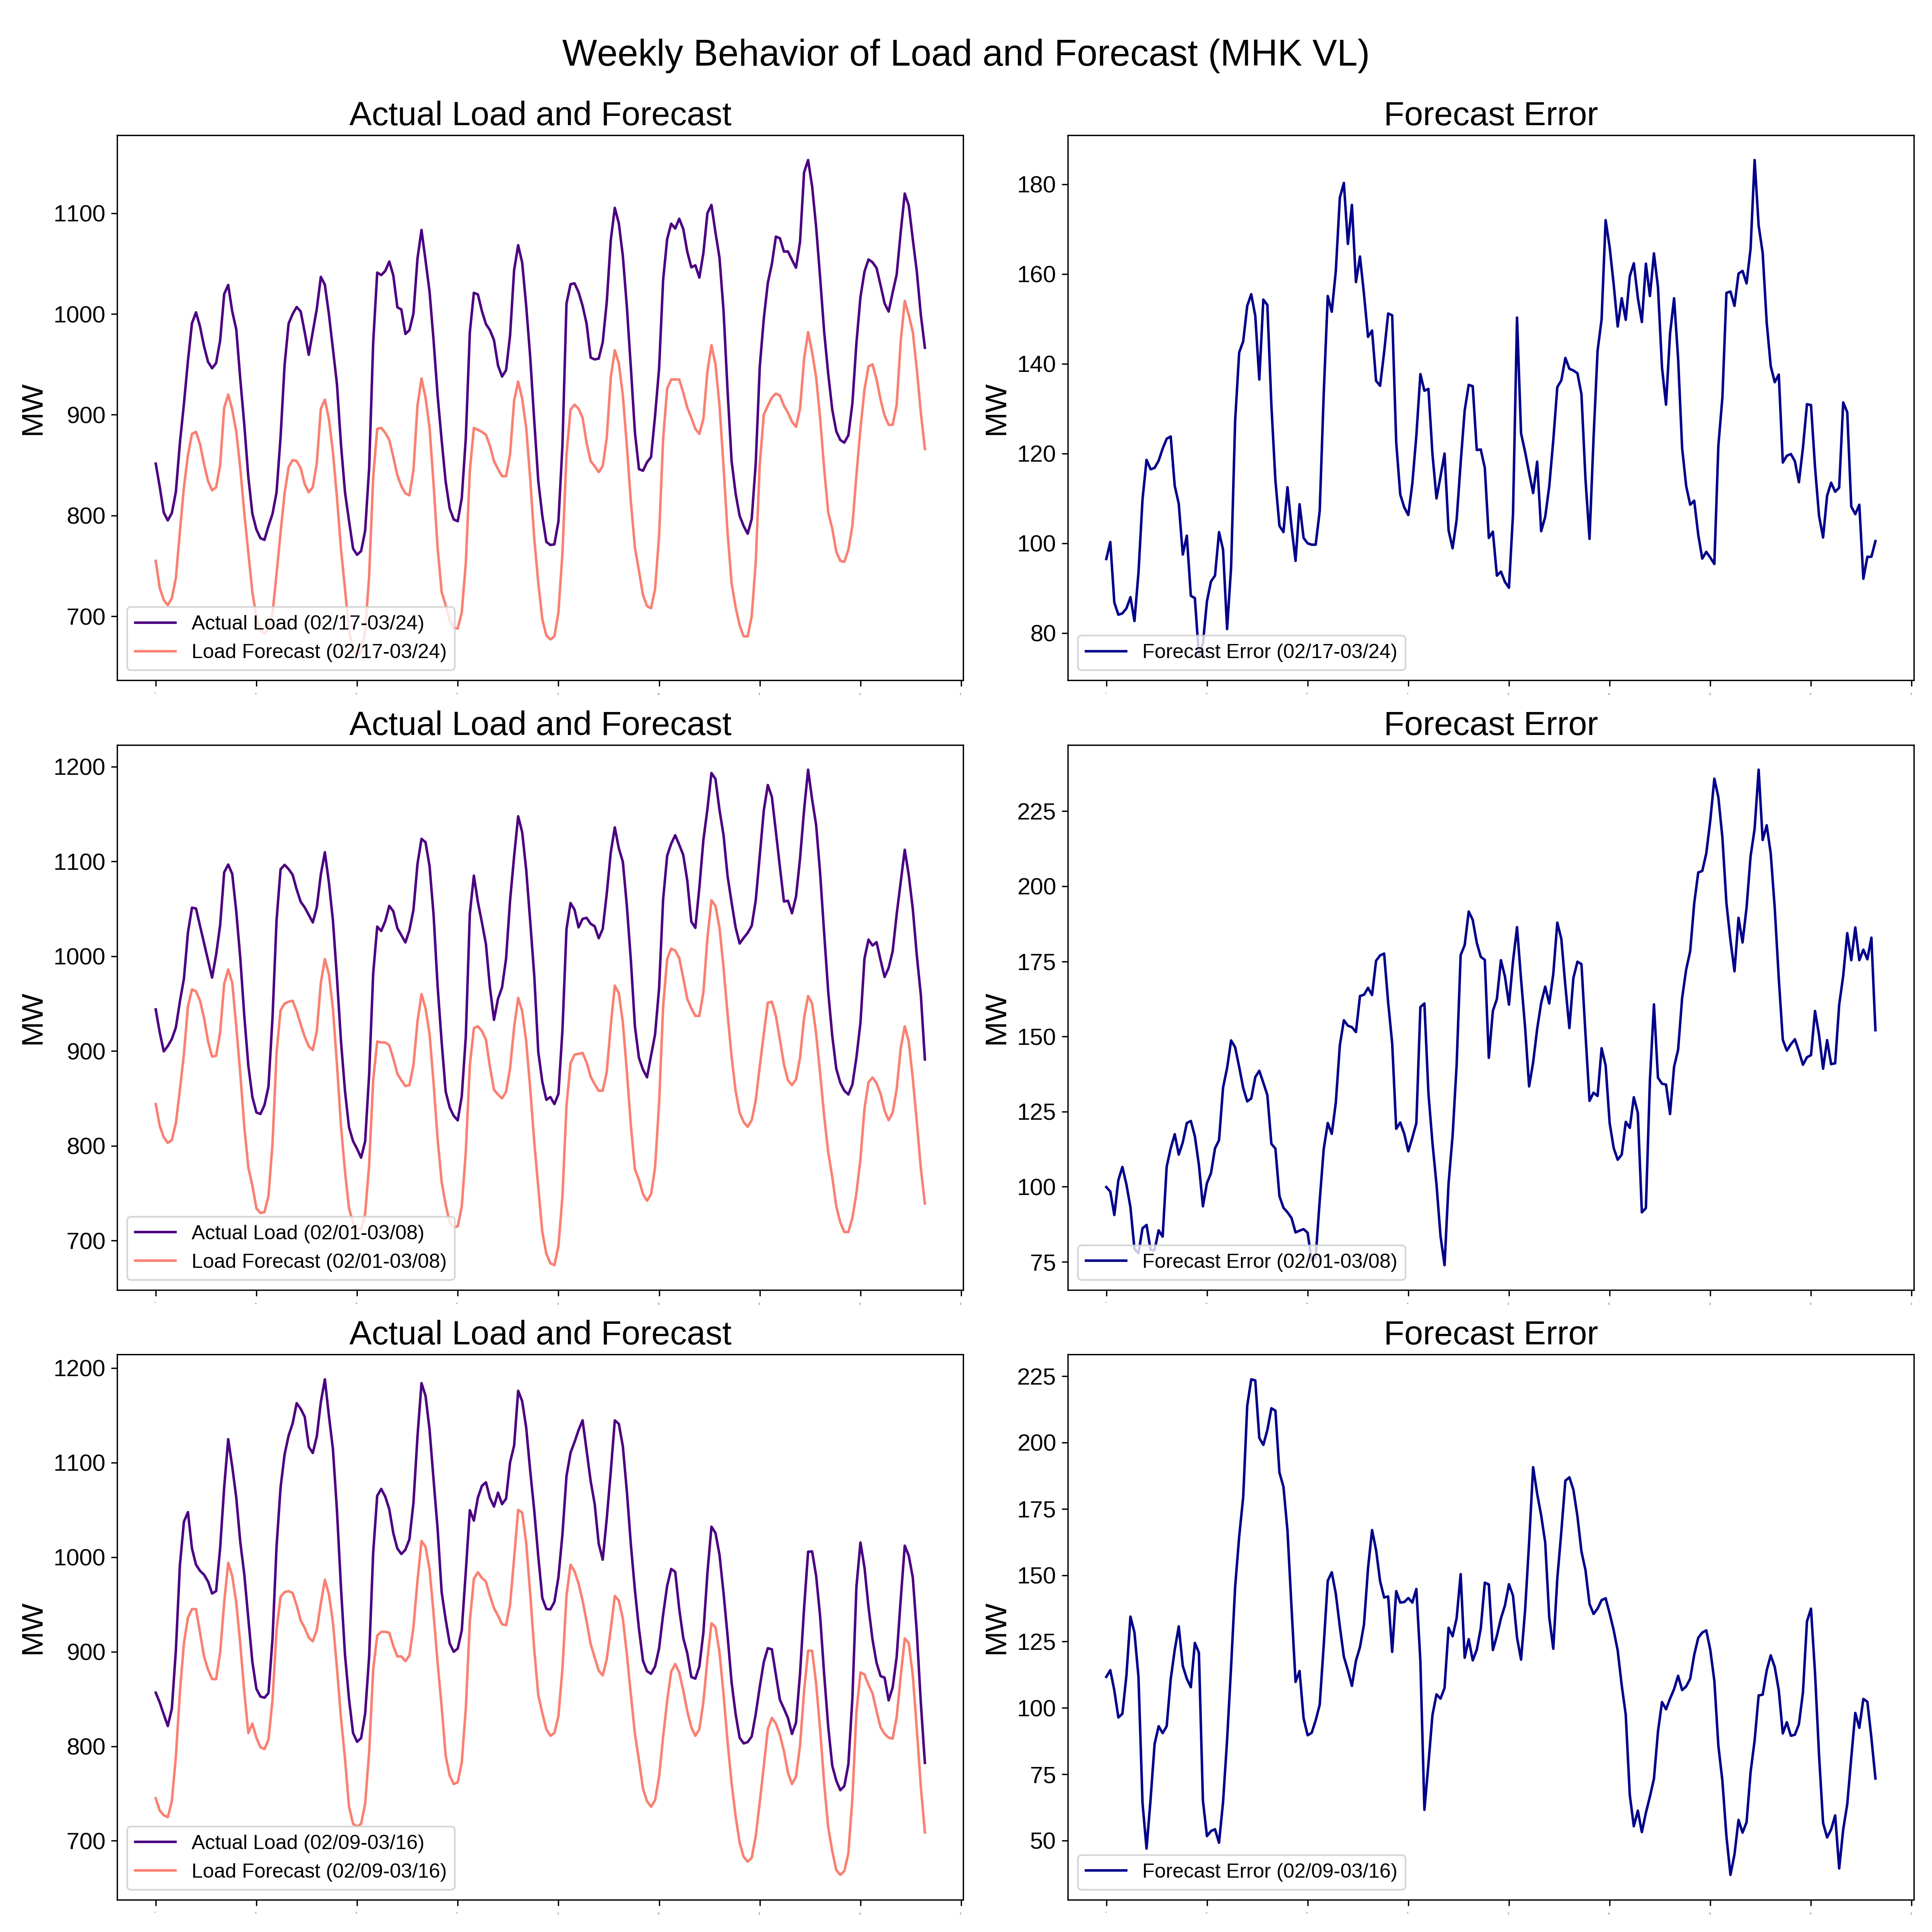 Weekly Behavior of Load and Forecast (MHK VL)
Actual Load and Forecast
Forecast Error
MW
1100
1000
900
800
700
Actual Load (02/17-03/24)
Load Forecast (02/17-03/24)
MW
180
160
140
120
100
80
Forecast Error (02/17-03/24)
Actual Load and Forecast
Forecast Error
MW
1200
1100
1000
900
800
700
Actual Load (02/01-03/08)
Load Forecast (02/01-03/08)
MW
225
200
175
150
125
100
75
Forecast Error (02/01-03/08)
Actual Load and Forecast
Forecast Error
MW
1200
1100
1000
900
800
700
Actual Load (02/09-03/16)
Load Forecast (02/09-03/16)
MW
225
200
175
150
125
100
75
50
Forecast Error (02/09-03/16)